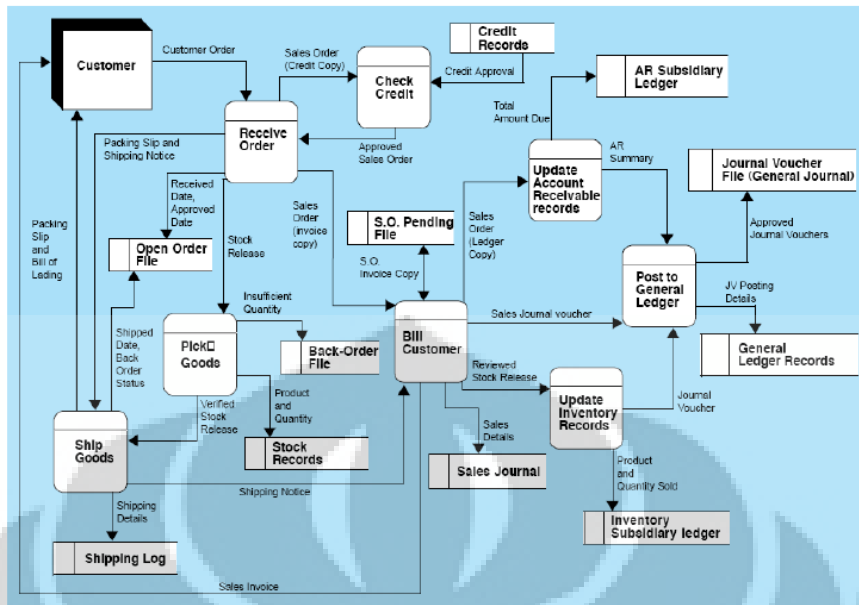 Customer
Customer Order
Sales Order
(Credit Copy)
Check
Credit
Credit
Records
Credit Approval
AR Subsidiary
Ledger
Total
Amount Due
Receive
Order
Approved
Sales Order
Packing Slip and
Shipping Notice
Update
Account
Receivable
records
AR
Summary
Journal Voucher
File (General Journal)
Received
Date,
Approved
Date
Sales
Order
(invoice
copy)
S.O. Pending
File
Sales
Order
(Ledger
Copy)
Approved
Journal Vouchers
Packing
Slip
and
Bill of
Lading
Open Order
File
Stock
Release
S.O.
Invoice Copy
Post to
General
Ledger
JV Posting
Details
Insufficient
Quantity
Sales Journal voucher
Shipped
Date,
Back
Order
Status
Pick□
Goods
Back-Order
File
Bill
Customer
General
Ledger Records
Reviewed
Stock Release
Verified
Stock
Release
Product
and
Quantity
Update
Inventory
Records
Journal
Voucher
Ship
Goods
Stock
Records
Sales
Details
Sales Journal
Product
and
Quantity Sold
Shipping Notice
Shipping
Details
Inventory
Subsidiary ledger
Shipping Log
Sales Invoice